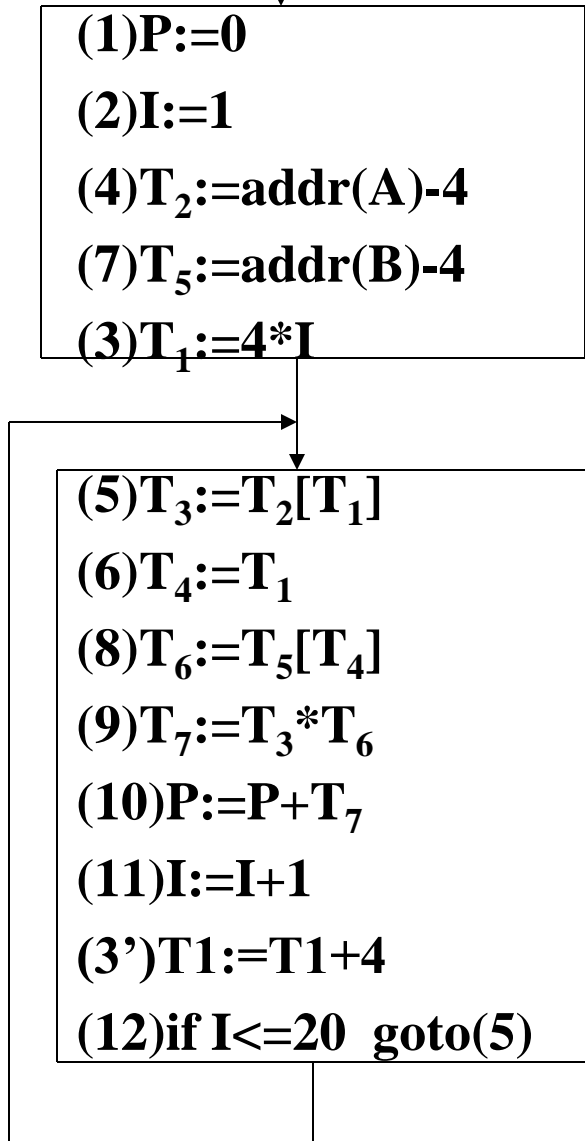 (1)P:=0
(2)I:=1
(4)T₂:=addr(A)-4
(7)T₅:=addr(B)-4
(3)T₁:=4*I
(5)T₃:=T₂[T₁]
(6)T₄:=T₁
(8)T₆:=T₅[T₄]
(9)T₇:=T₃*T₆
(10)P:=P+T₇
(11)I:=I+1
(3’)T1:=T1+4
(12)if I<=20 goto(5)